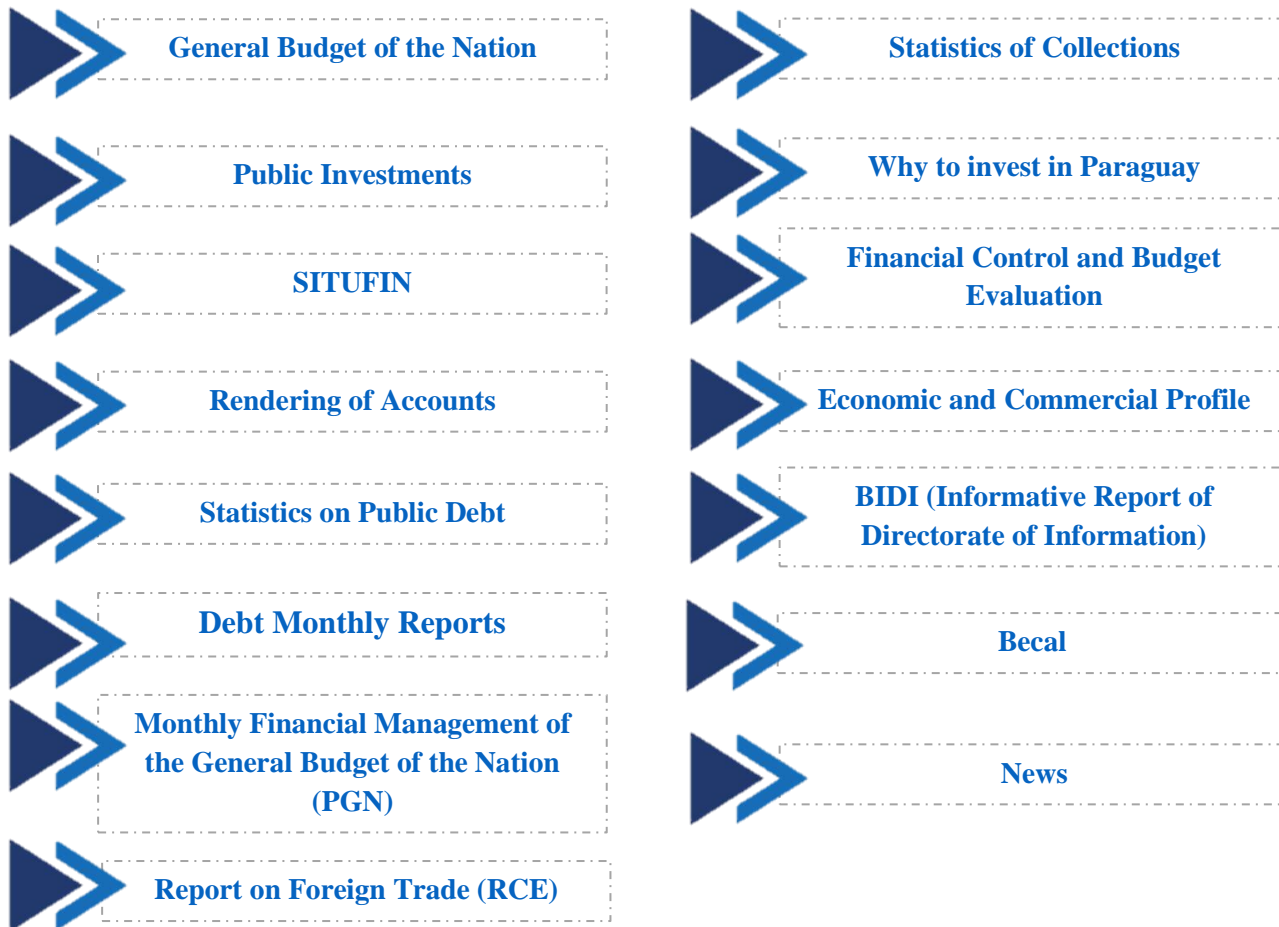 General Budget of the Nation
Public Investments
SITUFIN
Rendering of Accounts
Statistics on Public Debt
Debt Monthly Reports
Monthly Financial Management of
the General Budget of the Nation
(PGN)
Report on Foreign Trade (RCE)
Statistics of Collections
Why to invest in Paraguay
Financial Control and Budget
Evaluation
Economic and Commercial Profile
BIDI (Informative Report of
Directorate of Information)
Becal
News